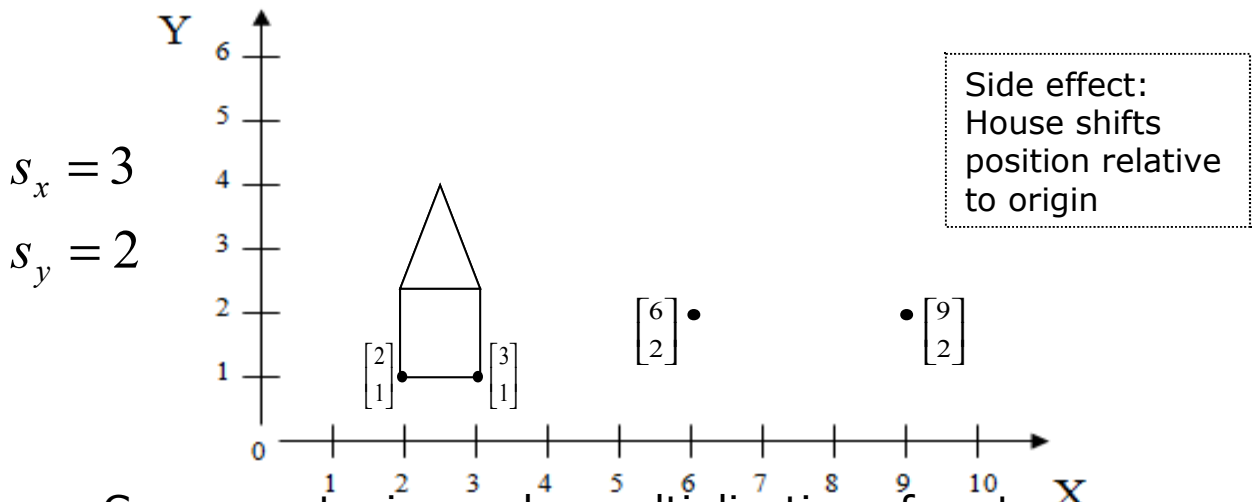 Y
6
5
4
3
2
1
0
s_x = 3
s_y = 2
Side effect:
House shifts
position relative
to origin
[2 1]
[3 1]
[6 2]
[9 2]
1 2 3 4 5 6 7 8 9 10
X